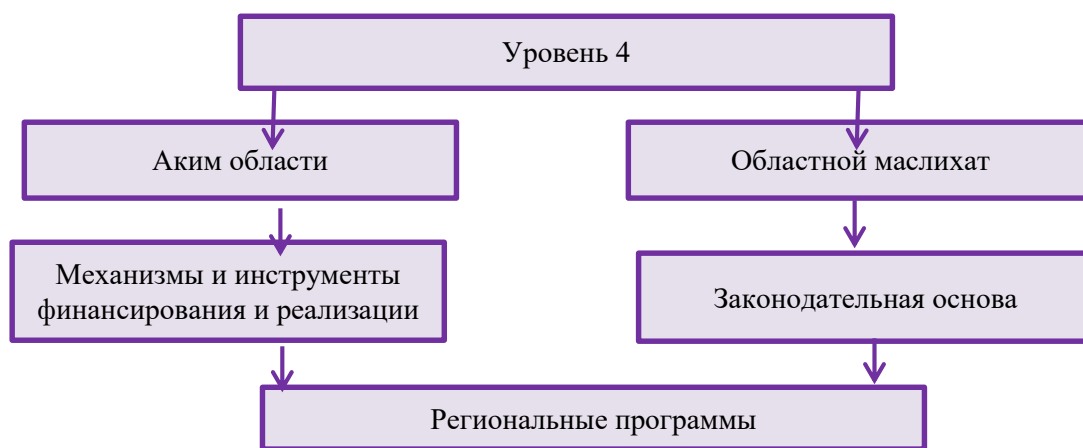 Уровень 4
Аким области
Областной маслихат
Механизмы и инструменты
финансирования и реализации
Законодательная основа
Региональные программы